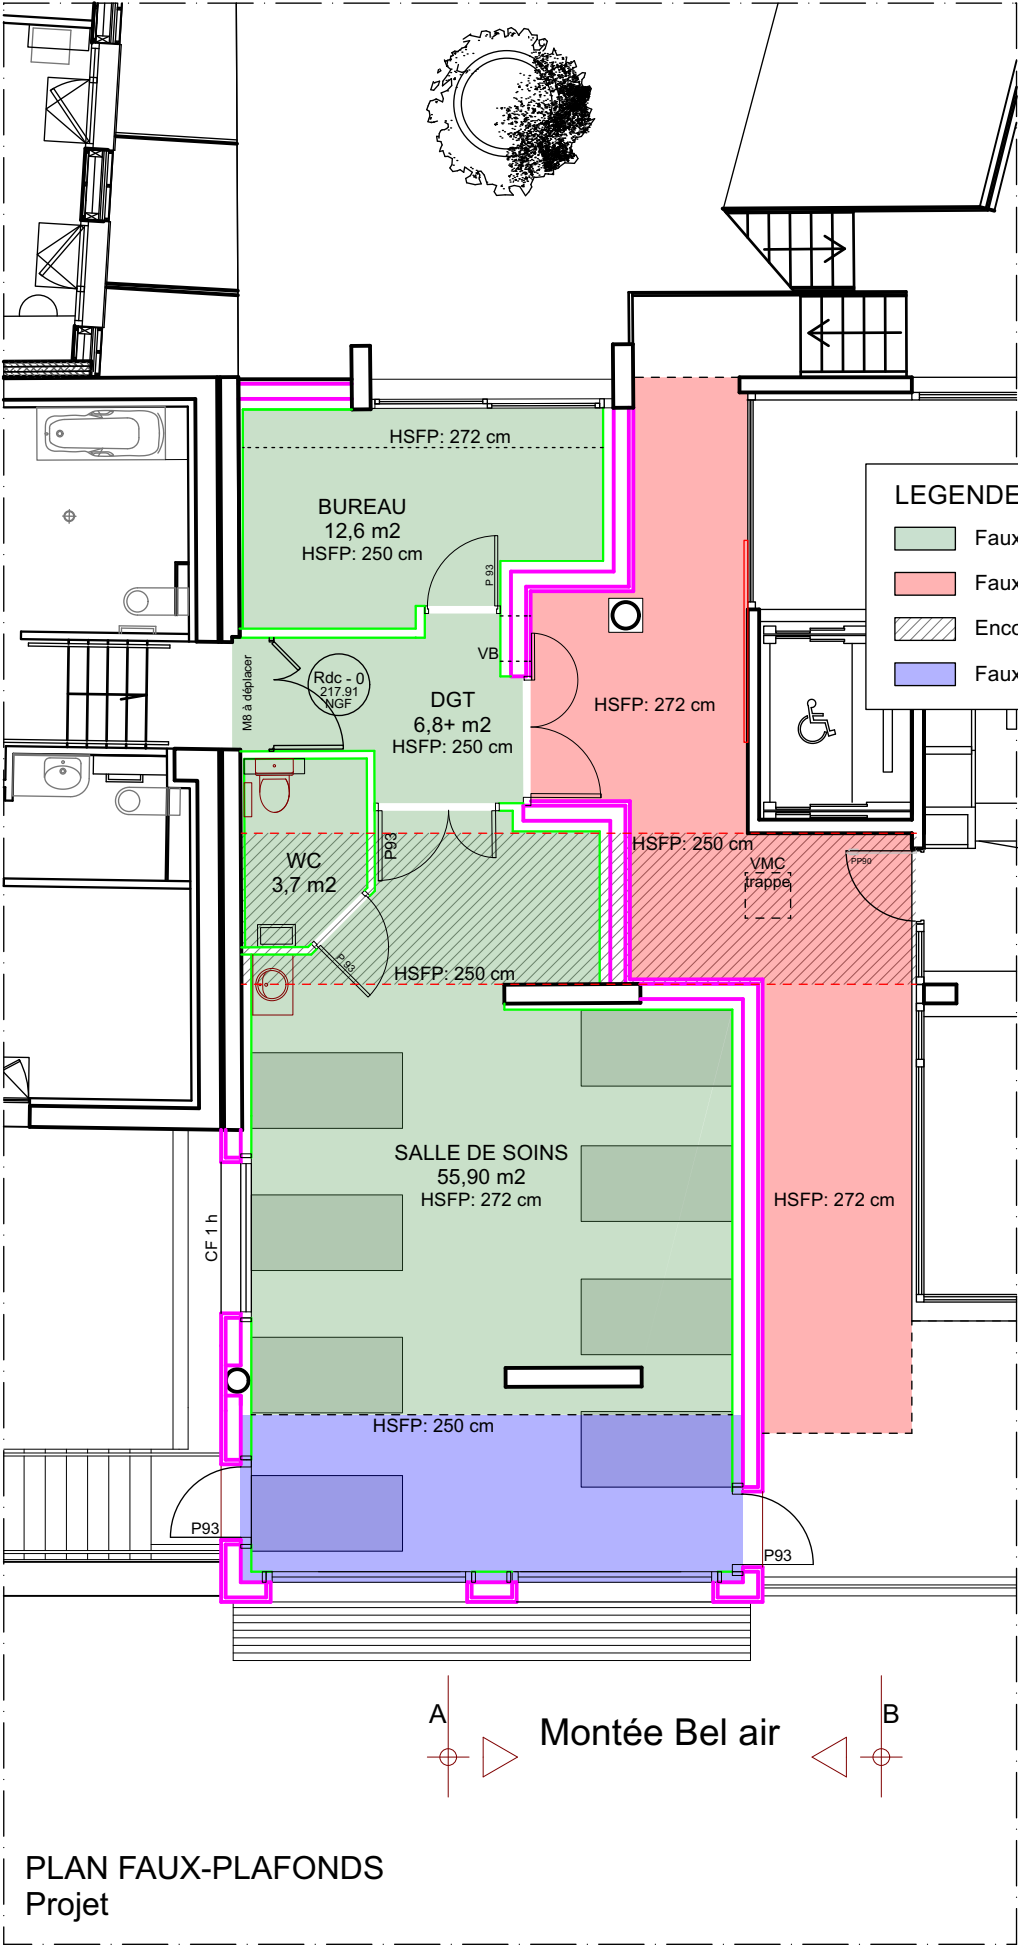 HSFP: 272 cm
BUREAU
12,6 m2
HSFP: 250 cm
P 93
LEGENDE
Faux
Faux
Enco
Faux
VB
M8 à déplacer
Rdc - 0
217.91
NGF
DGT
6,8+ m2
HSFP: 250 cm
HSFP: 272 cm
P93
HSFP: 250 cm
WC
3,7 m2
VMC
trappe
PP90
P 93
HSFP: 250 cm
SALLE DE SOINS
55,90 m2
HSFP: 272 cm
HSFP: 272 cm
CF 1 h
HSFP: 250 cm
P93
P93
A
Montée Bel air
B
PLAN FAUX-PLAFONDS
Projet